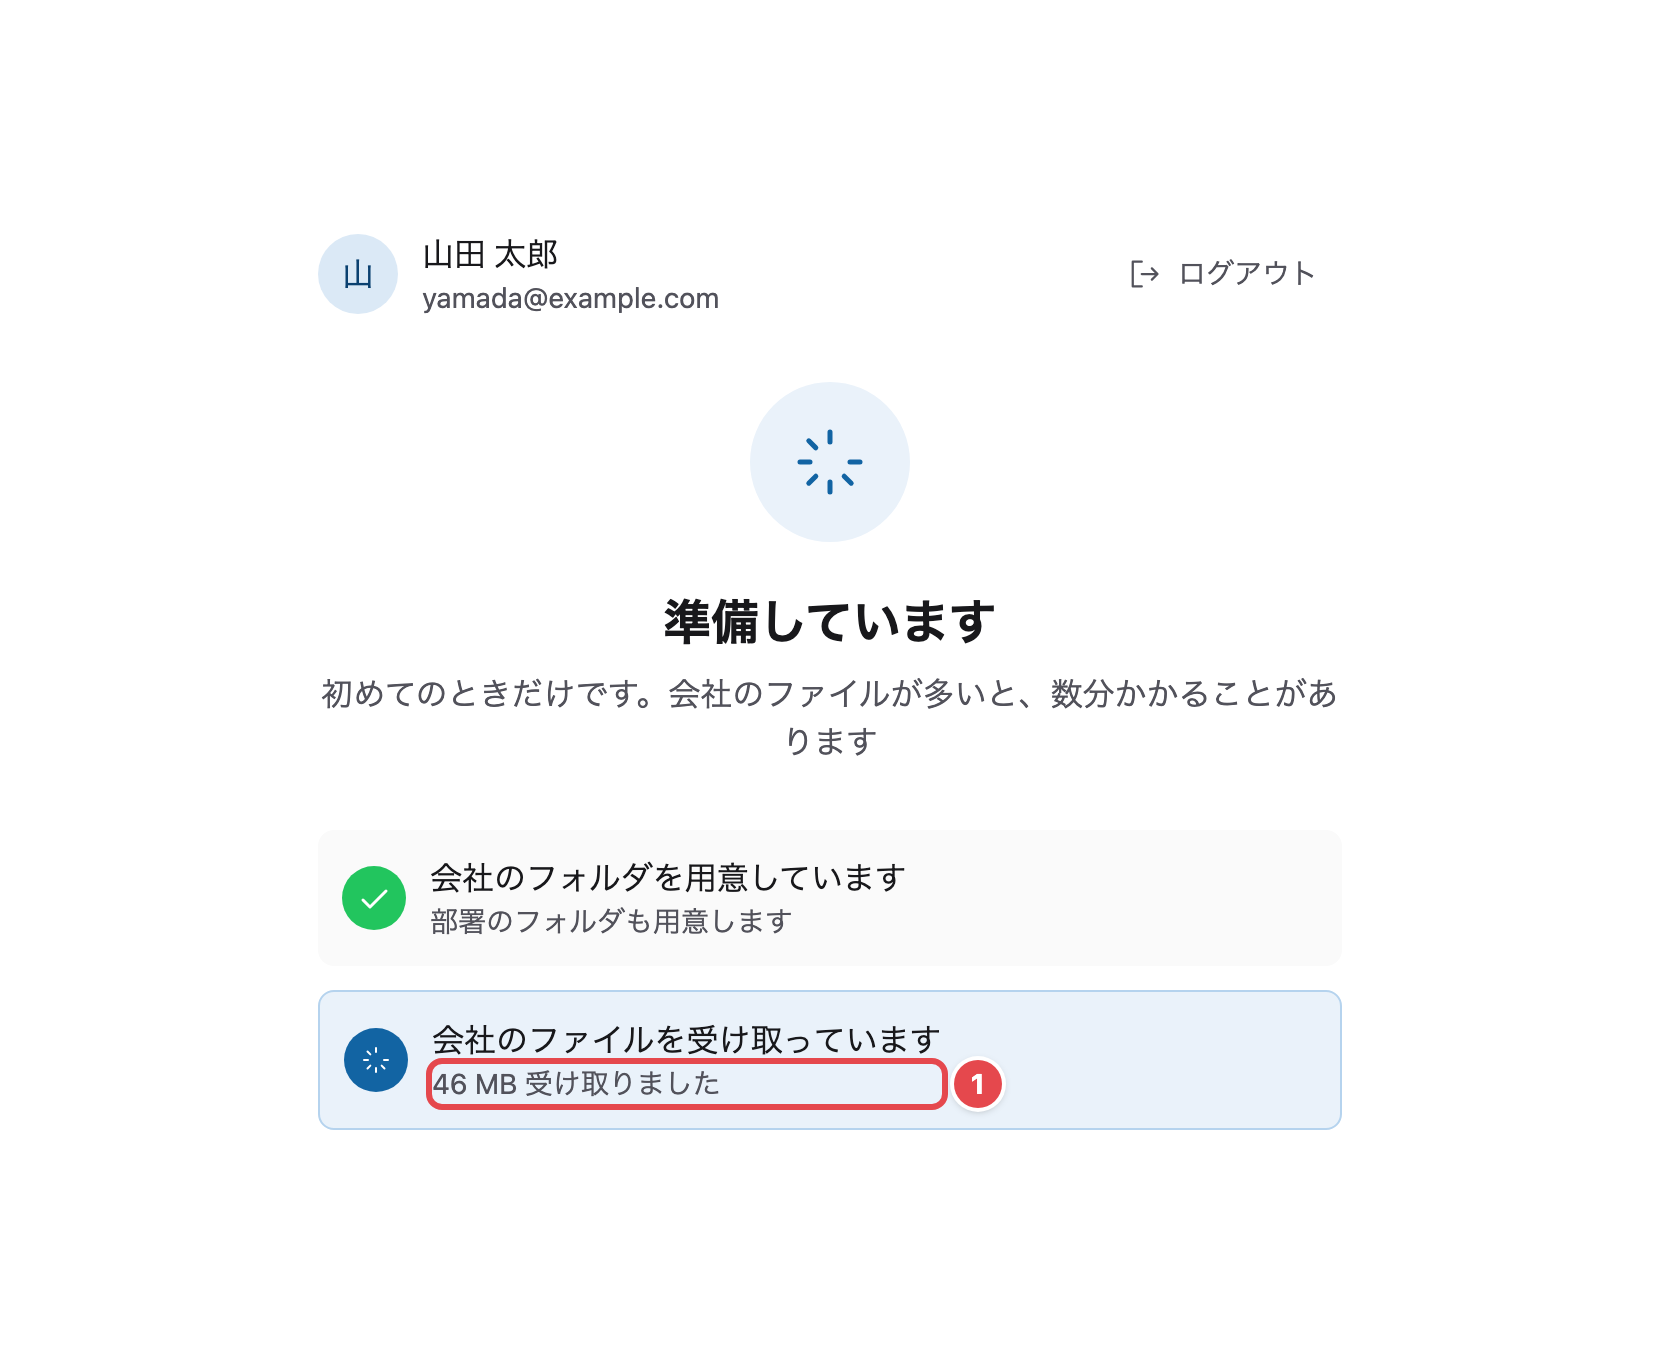 山
山田 太郎
yamada@example.com
ログアウト
準備しています
初めてのときだけです。会社のファイルが多いと、数分かかることがあ
ります
会社のフォルダを用意しています
部署のフォルダも用意します
会社のファイルを受け取っています
46 MB 受け取りました
1